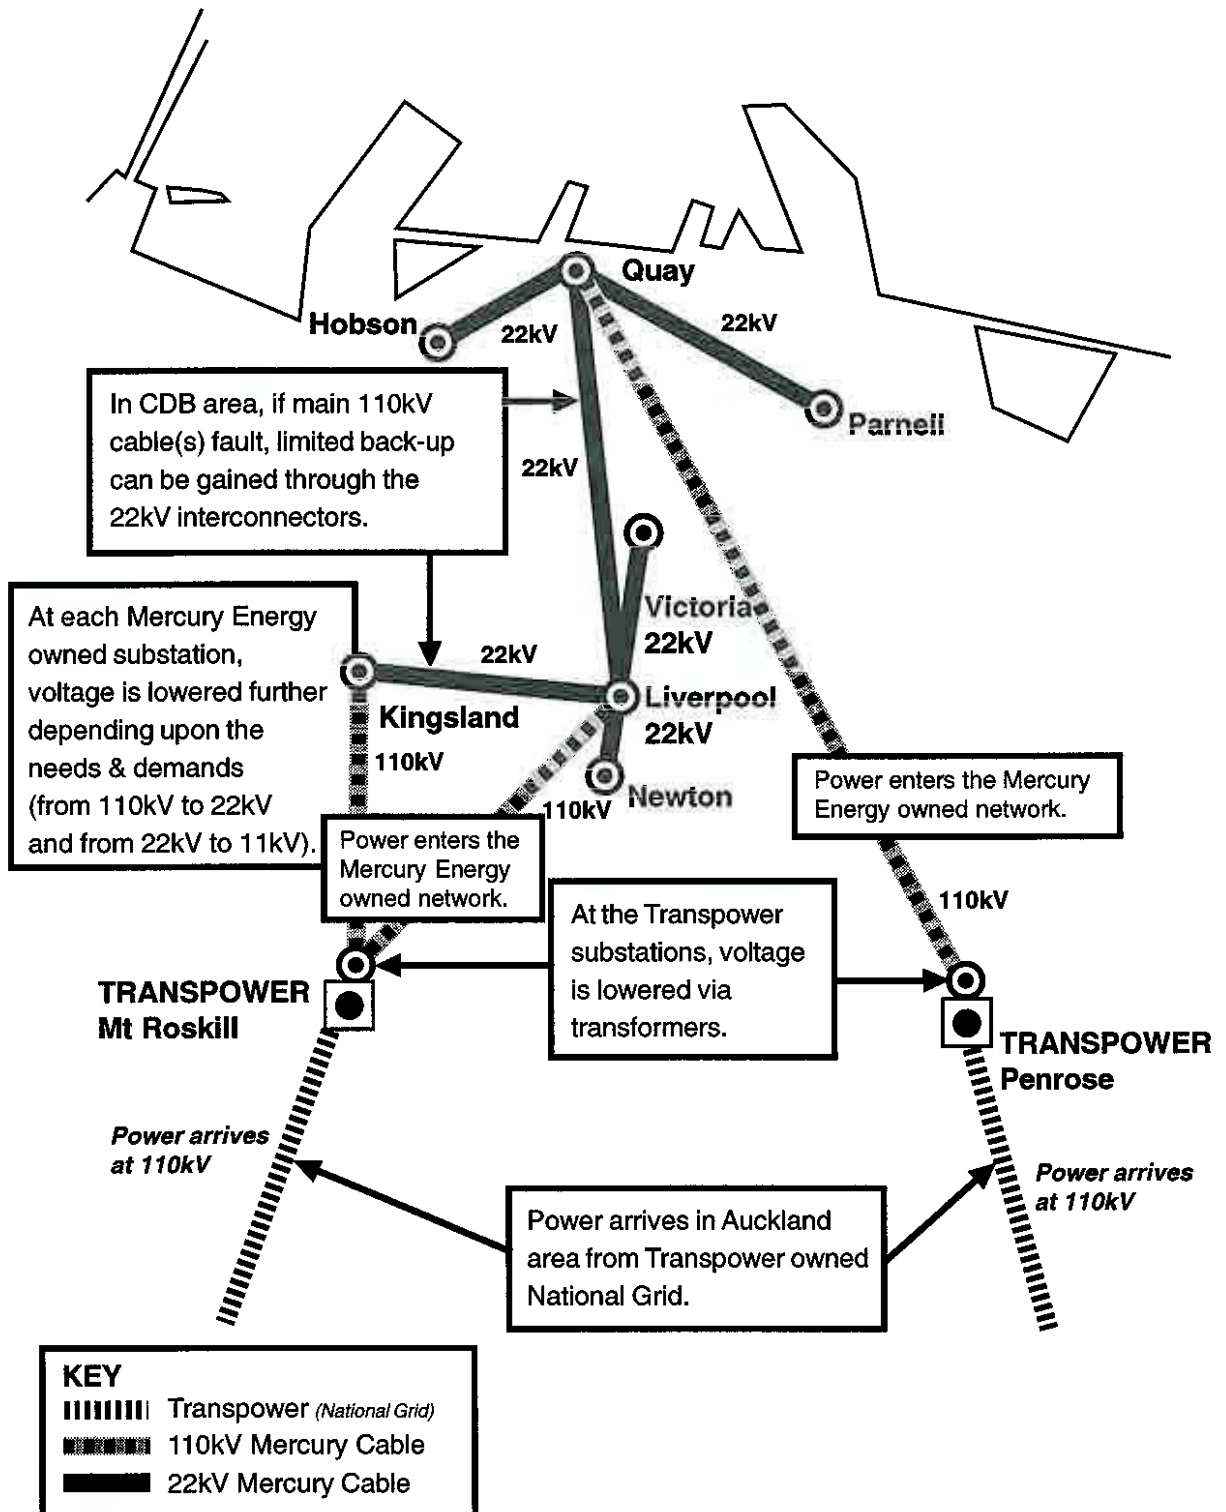 Quay
Hobson
22kV
22kV
Parnell
In CDB area, if main 110kV
cable(s) fault, limited back-up
can be gained through the
22kV interconnectors.
22kV
At each Mercury Energy
owned substation,
voltage is lowered further
depending upon the
needs & demands
(from 110kV to 22kV
and from 22kV to 11kV).
Victoria
22kV
22kV
Liverpool
22kV
Kingsland
110kV
110kV
Newton
Power enters the Mercury
Energy owned network.
Power enters the
Mercury Energy
owned network.
110kV
At the Transpower
substations, voltage
is lowered via
transformers.
TRANSPOWER
Mt Roskill
TRANSPOWER
Penrose
Power arrives
at 110kV
Power arrives
at 110kV
Power arrives in Auckland
area from Transpower owned
National Grid.
KEY
Transpower (National Grid)
110kV Mercury Cable
22kV Mercury Cable